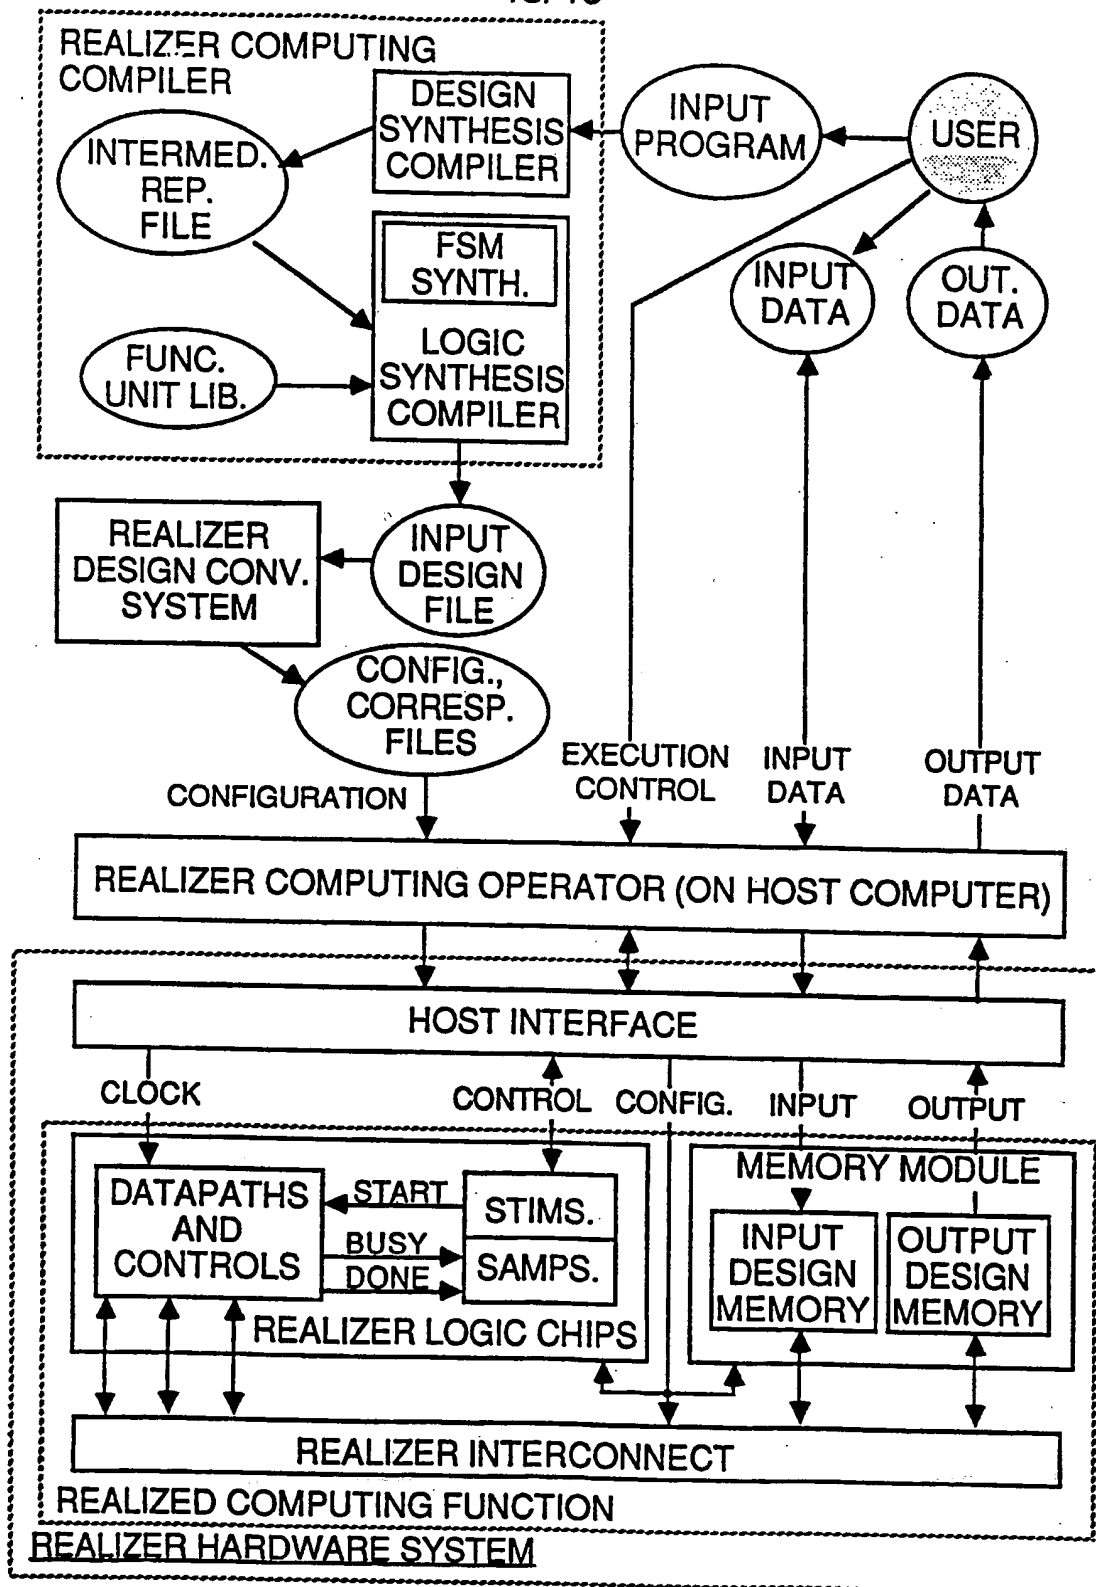 REALIZER COMPUTING
COMPILER
DESIGN
SYNTHESIS
COMPILER
INPUT
PROGRAM
USER
INTERMED.
REP.
FILE
FSM
SYNTH.
LOGIC
SYNTHESIS
COMPILER
FUNC.
UNIT LIB.
INPUT
DATA
OUT.
DATA
REALIZER
DESIGN CONV.
SYSTEM
INPUT
DESIGN
FILE
CONFIG.,
CORRESP.
FILES
CONFIGURATION
EXECUTION
CONTROL
INPUT
DATA
OUTPUT
DATA
REALIZER COMPUTING OPERATOR (ON HOST COMPUTER)
HOST INTERFACE
CLOCK
CONTROL
CONFIG.
INPUT
OUTPUT
DATAPATHS
AND
CONTROLS
START
BUSY
DONE
STIMS.
SAMPS.
REALIZER LOGIC CHIPS
MEMORY MODULE
INPUT
DESIGN
MEMORY
OUTPUT
DESIGN
MEMORY
REALIZER INTERCONNECT
REALIZED COMPUTING FUNCTION
REALIZER HARDWARE SYSTEM